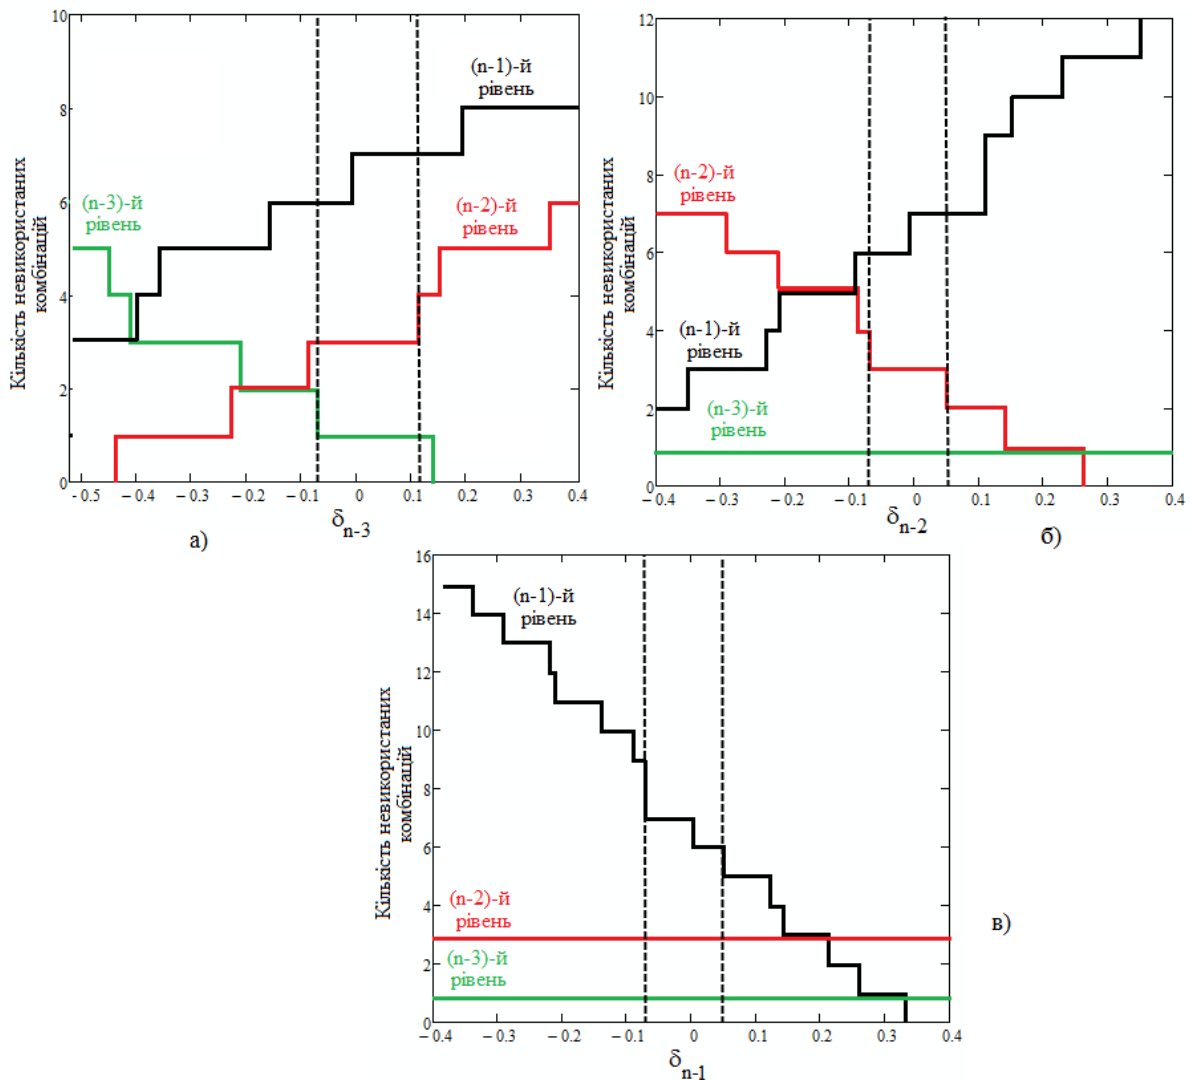 Кількість невикористаних
комбінацій
10
8
6
4
2
0
(n-1)-й
рівень
(n-3)-й
рівень
(n-2)-й
рівень
- 0.5
− 0.4
− 0.3
− 0.2
− 0.1
0
0.1
0.2
0.3
0.4
δn-3
а)
Кількість невикористаних
комбінацій
12
10
8
6
4
2
0
(n-2)-й
рівень
(n-1)-й
рівень
(n-3)-й
рівень
− 0.4
− 0.3
− 0.2
− 0.1
0
0.1
0.2
0.3
0.4
δn-2
б)
Кількість невикористаних
комбінацій
16
14
12
10
8
6
4
2
0
(n-1)-й
рівень
(n-2)-й
рівень
(n-3)-й
рівень
− 0.4
− 0.3
− 0.2
− 0.1
0
0.1
0.2
0.3
0.4
δn-1
в)